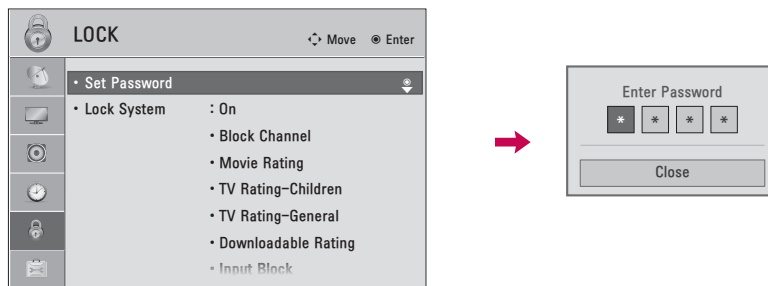 LOCK
Move Enter
• Set Password
• Lock System : On
• Block Channel
• Movie Rating
• TV Rating-Children
• TV Rating-General
• Downloadable Rating
• Input Block
Enter Password
* * * *
Close